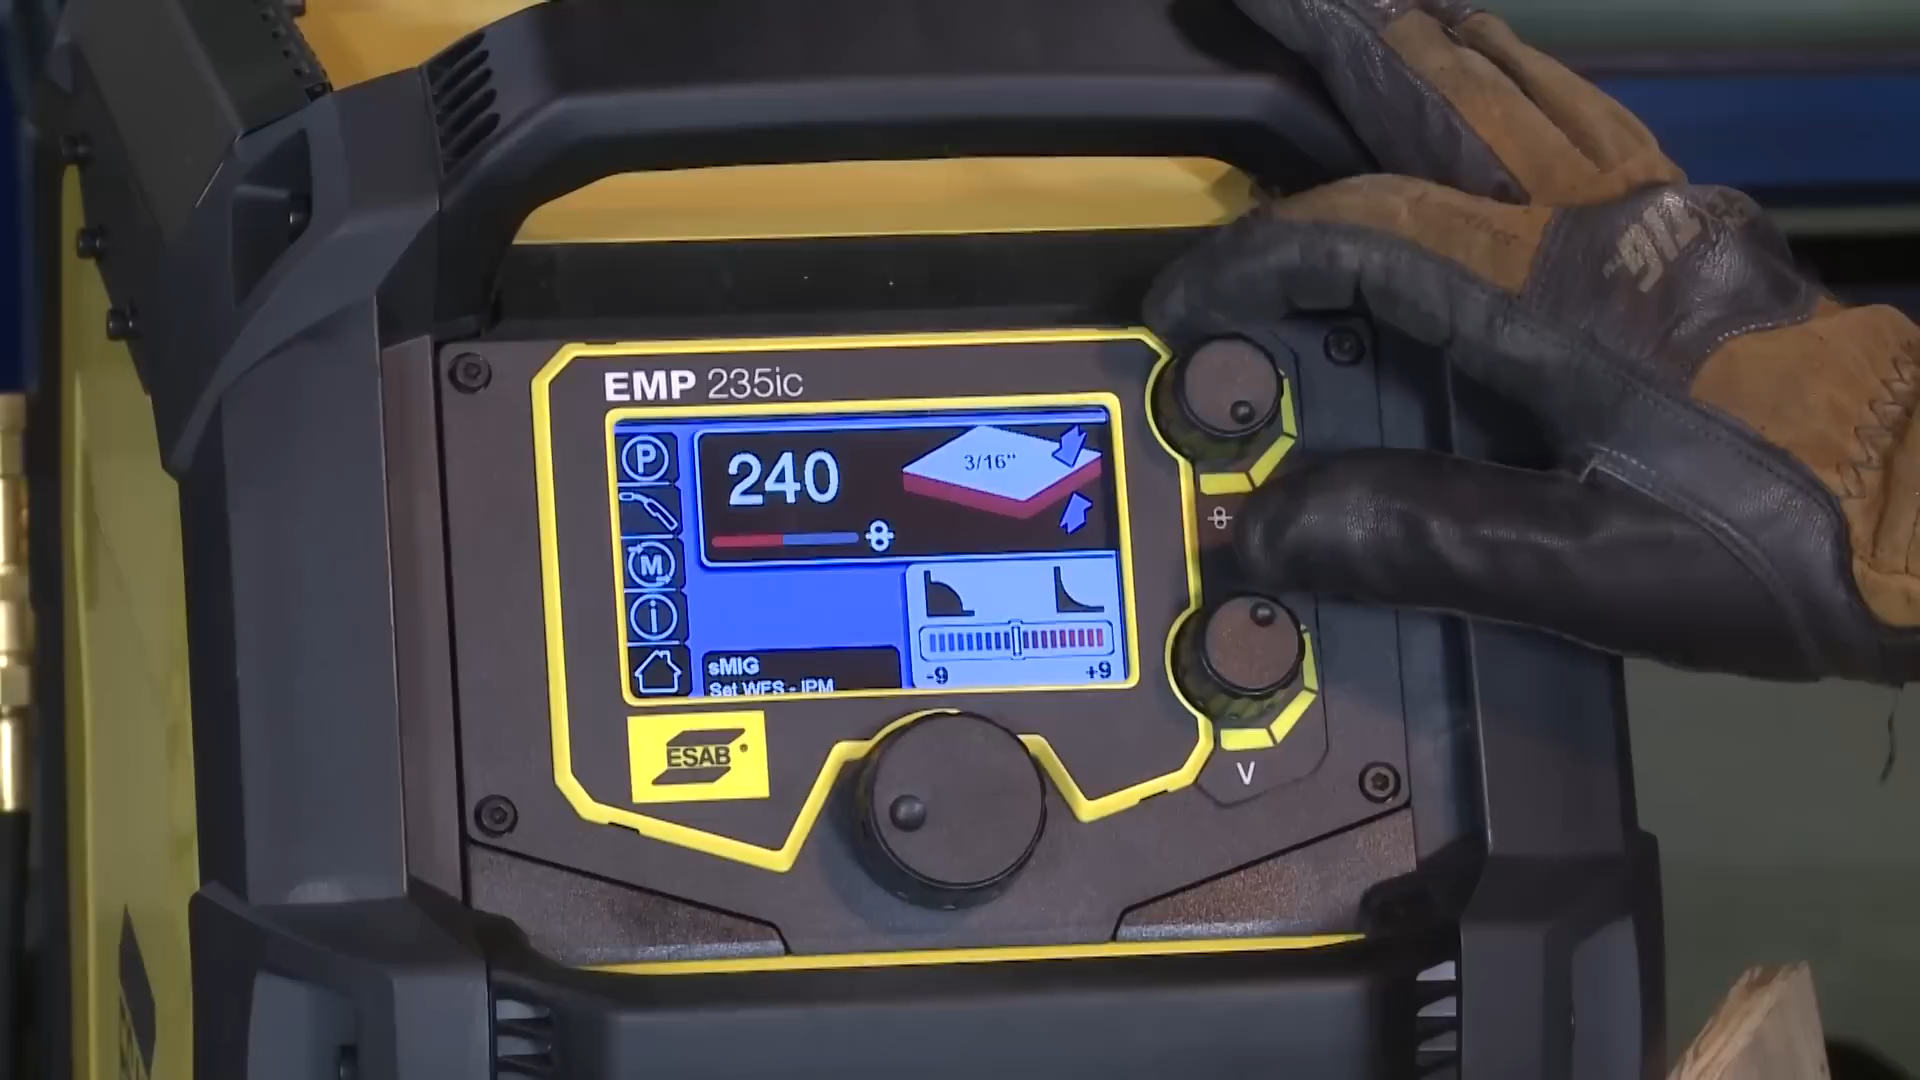 EMP 235ic
P
240
3/16"
M
i
sMIG
Set WFS - IPM
-9
+9
ESAB
V